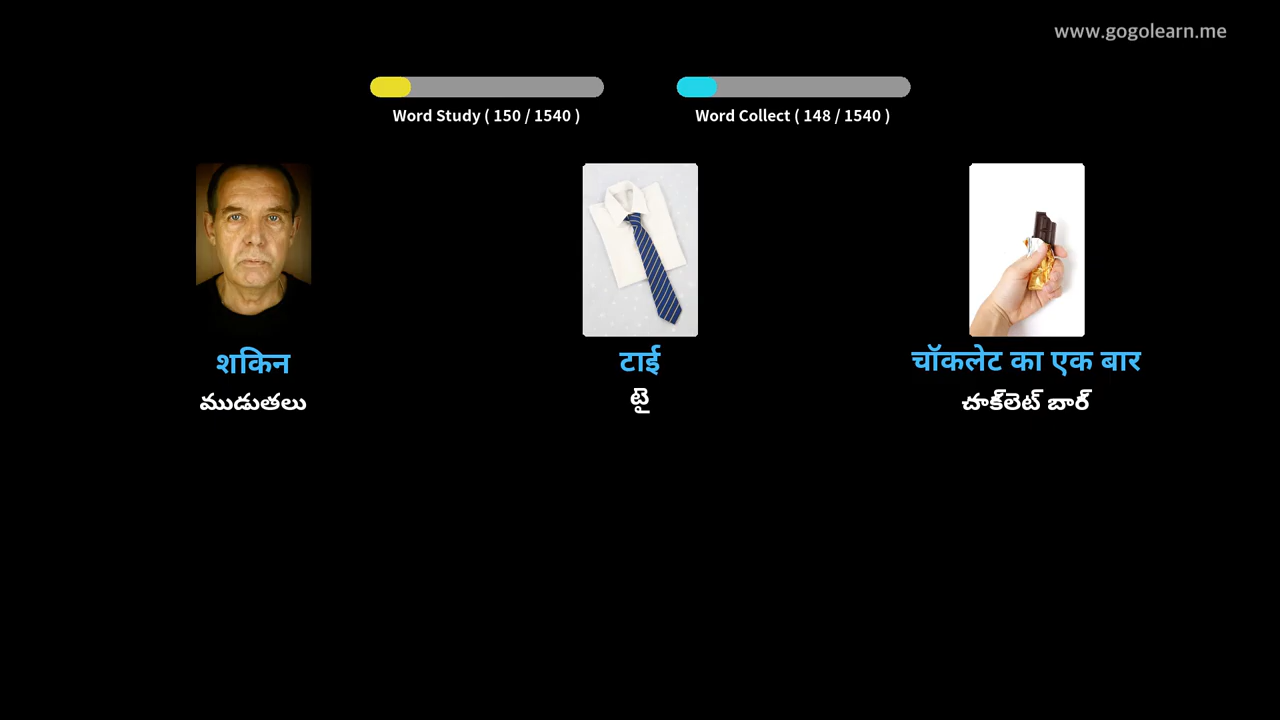 www.gogolearn.me
Word Study ( 150 / 1540 )
Word Collect ( 148 / 1540 )
शकिन
ముడుతలు
टाई
టై
चॉकलेट का एक बार
చాక్‌లెట్ బార్